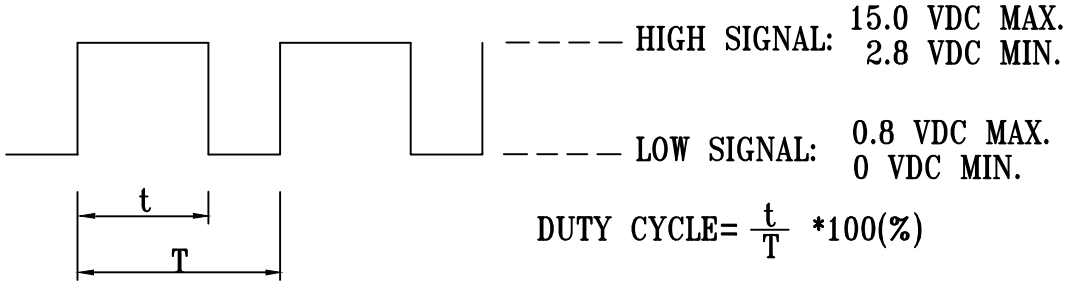 HIGH SIGNAL: 15.0 VDC MAX.
2.8 VDC MIN.
LOW SIGNAL: 0.8 VDC MAX.
0 VDC MIN.
t
T
DUTY CYCLE= t/T *100(%)